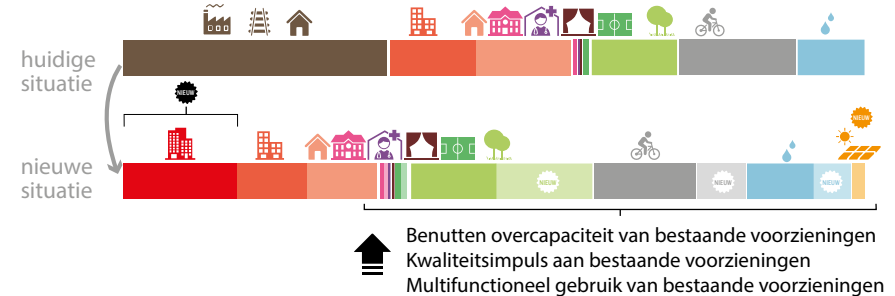 huidige
situatie
NIEUW
NIEUW
nieuwe
situatie
NIEUW
NIEUW
NIEUW
Benutten overcapaciteit van bestaande voorzieningen
Kwaliteitsimpuls aan bestaande voorzieningen
Multifunctioneel gebruik van bestaande voorzieningen